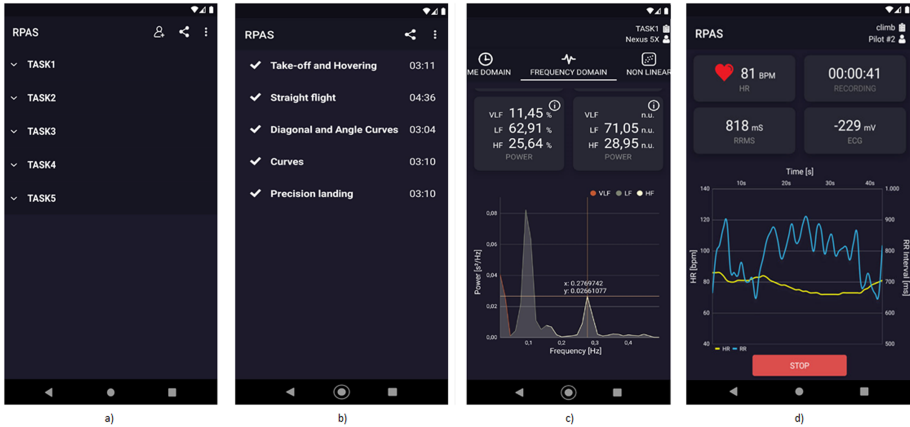 RPAS
TASK1
TASK2
TASK3
TASK4
TASK5
a)
RPAS
Take-off and Hovering 03:11
Straight flight 04:36
Diagonal and Angle Curves 03:04
Curves 03:10
Precision landing 03:10
b)
TASK1
Nexus 5X
ME DOMAIN FREQUENCY DOMAIN NON LINEAR
VLF 11,45 %
LF 62,91 %
HF 25,64 %
POWER
VLF n.u.
LF 71,05 n.u.
HF 28,95 n.u.
POWER
VLF LF HF
Power [s²/Hz]
0,08
0,06
0,04
0,02
0,00
x: 0.2769742
y: 0.02661077
0,1 0,2 0,3 0,4
Frequency [Hz]
c)
RPAS
climb
Pilot #2
81 BPM
HR
00:00:41
RECORDING
818 mS
RRMS
-229 mV
ECG
Time [s]
10s 20s 30s 40s
HR [bpm]
140
120
100
80
60
40
1.000
900
800
700
600
500
RR Interval [ms]
HR RR
STOP
d)